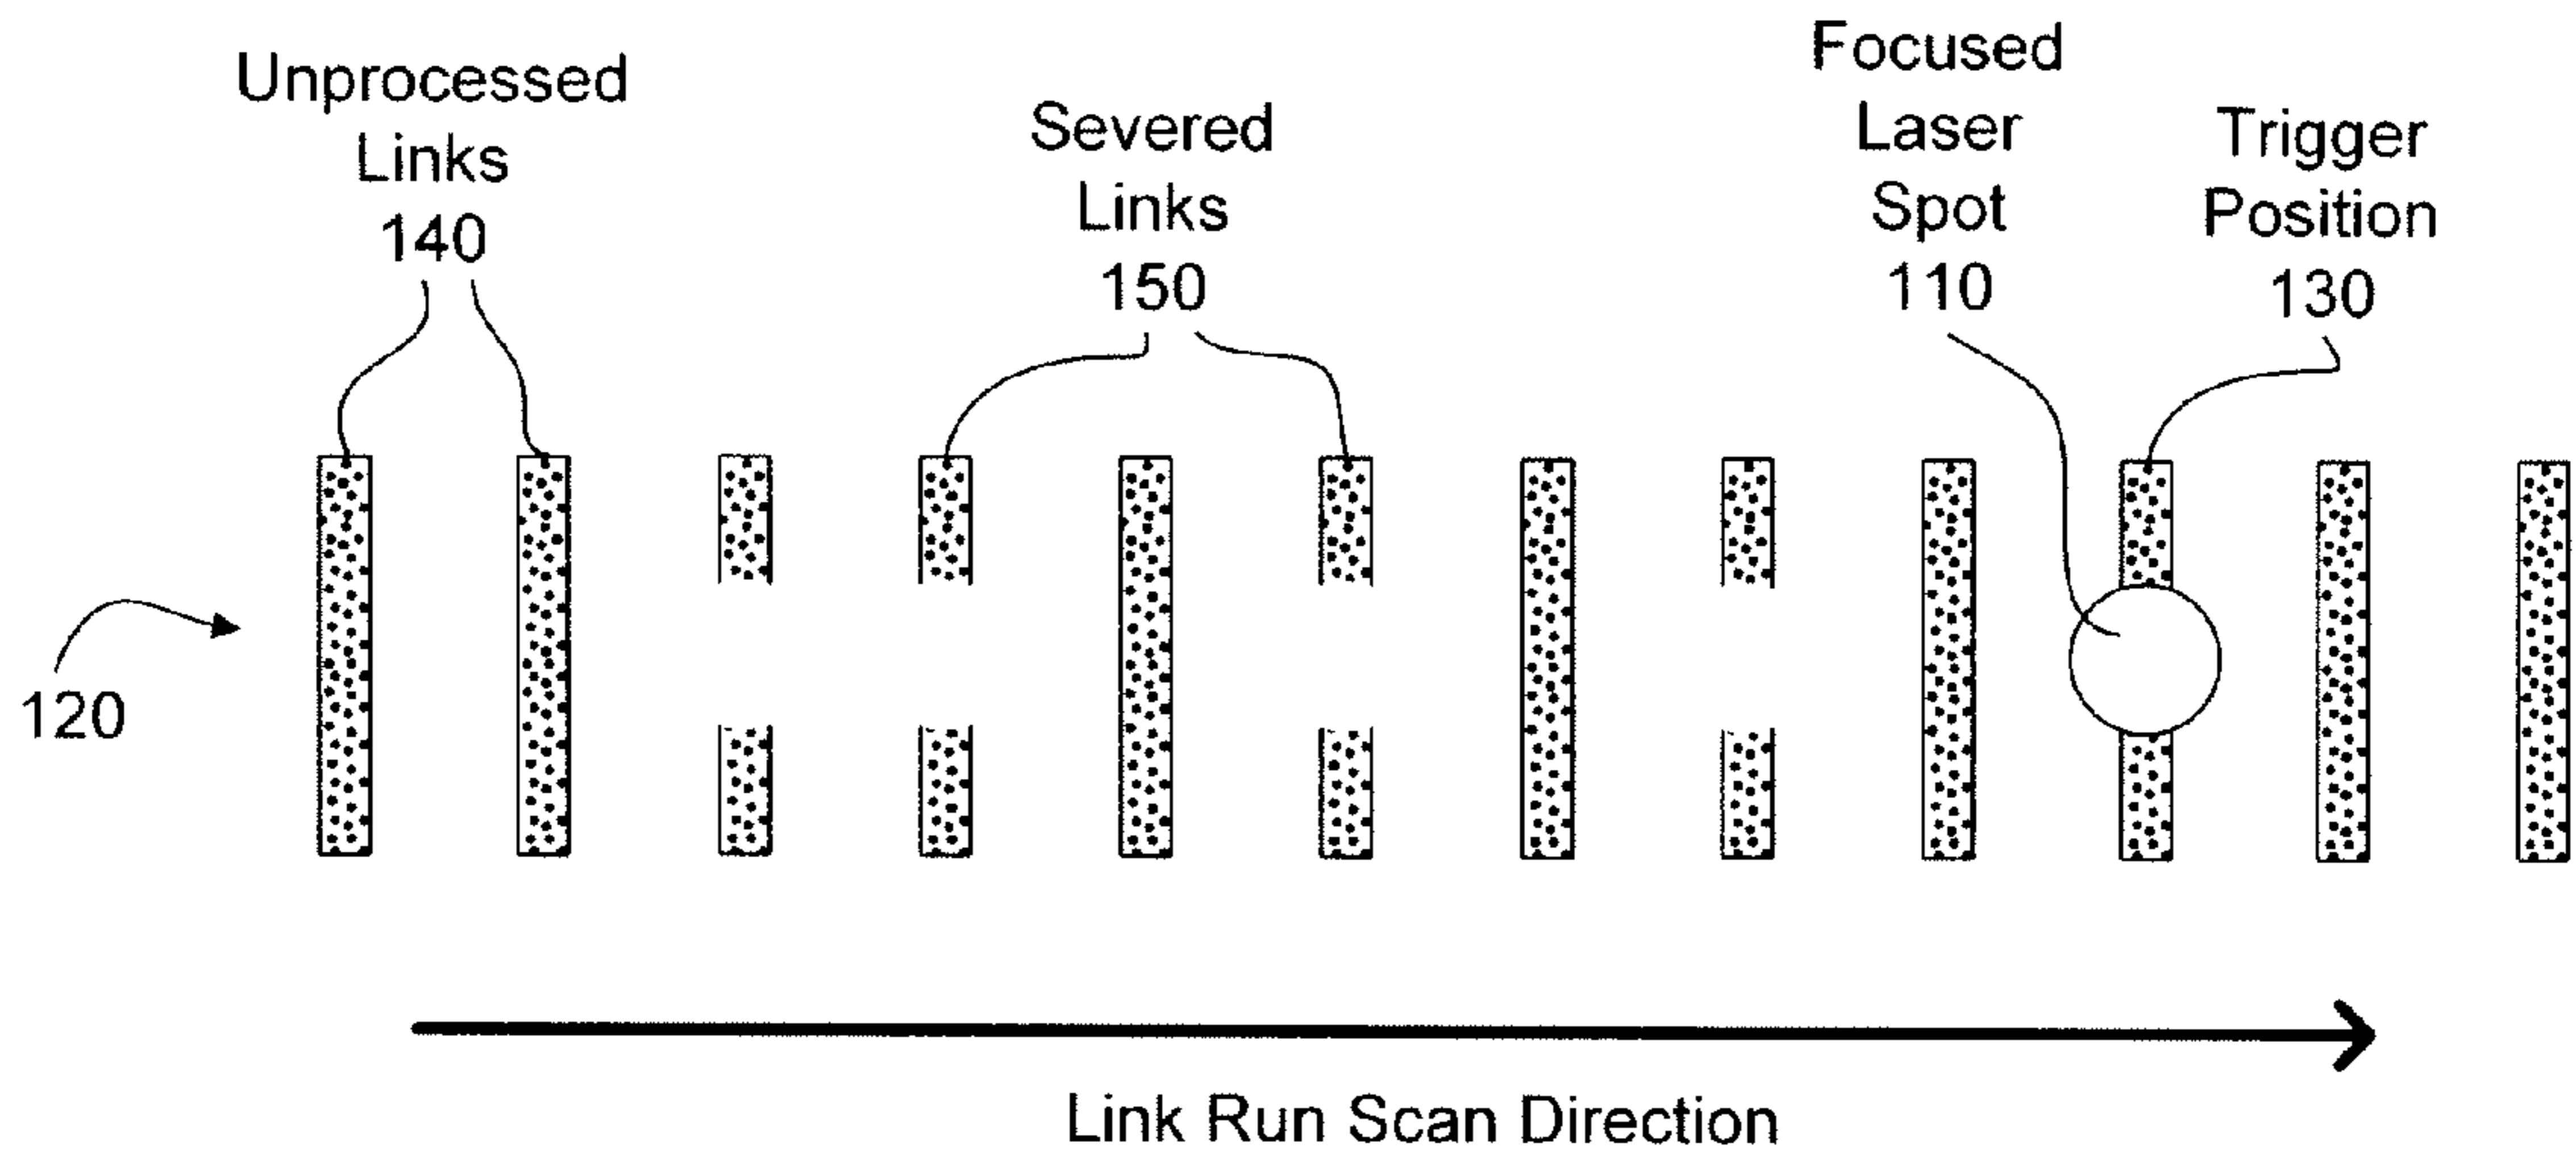 Unprocessed
Links
140
Severed
Links
150
Focused
Laser
Spot
110
Trigger
Position
130
120
Link Run Scan Direction